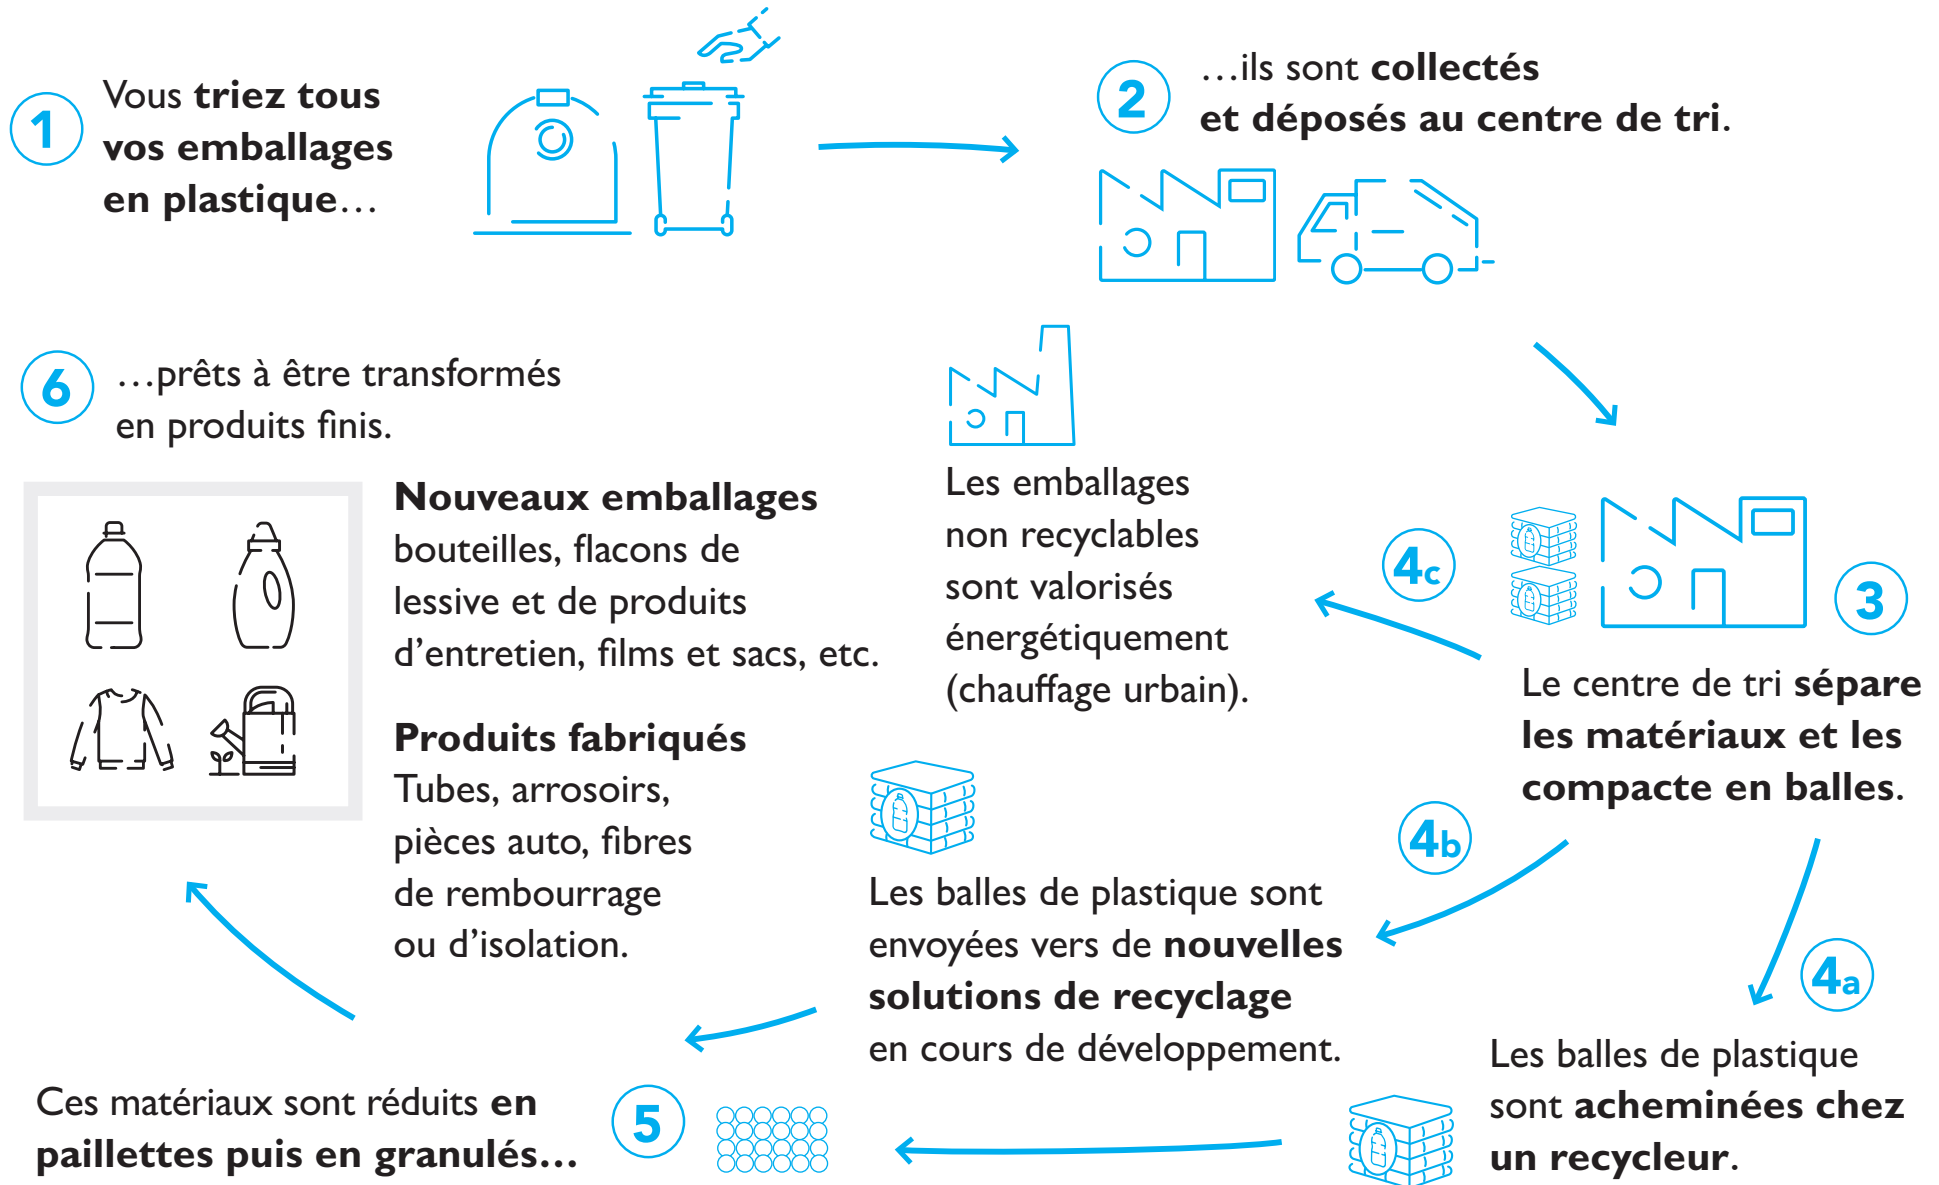 1
Vous triez tous
vos emballages
en plastique…
2
…ils sont collectés
et déposés au centre de tri.
3
Le centre de tri sépare
les matériaux et les
compacte en balles.
4a
Les balles de plastique
sont acheminées chez
un recycleur.
4b
Les balles de plastique sont
envoyées vers de nouvelles
solutions de recyclage
en cours de développement.
4c
Les emballages
non recyclables
sont valorisés
énergétiquement
(chauffage urbain).
5
Ces matériaux sont réduits en
paillettes puis en granulés…
6
…prêts à être transformés
en produits finis.
Nouveaux emballages
bouteilles, flacons de
lessive et de produits
d’entretien, films et sacs, etc.
Produits fabriqués
Tubes, arrosoirs,
pièces auto, fibres
de rembourrage
ou d’isolation.